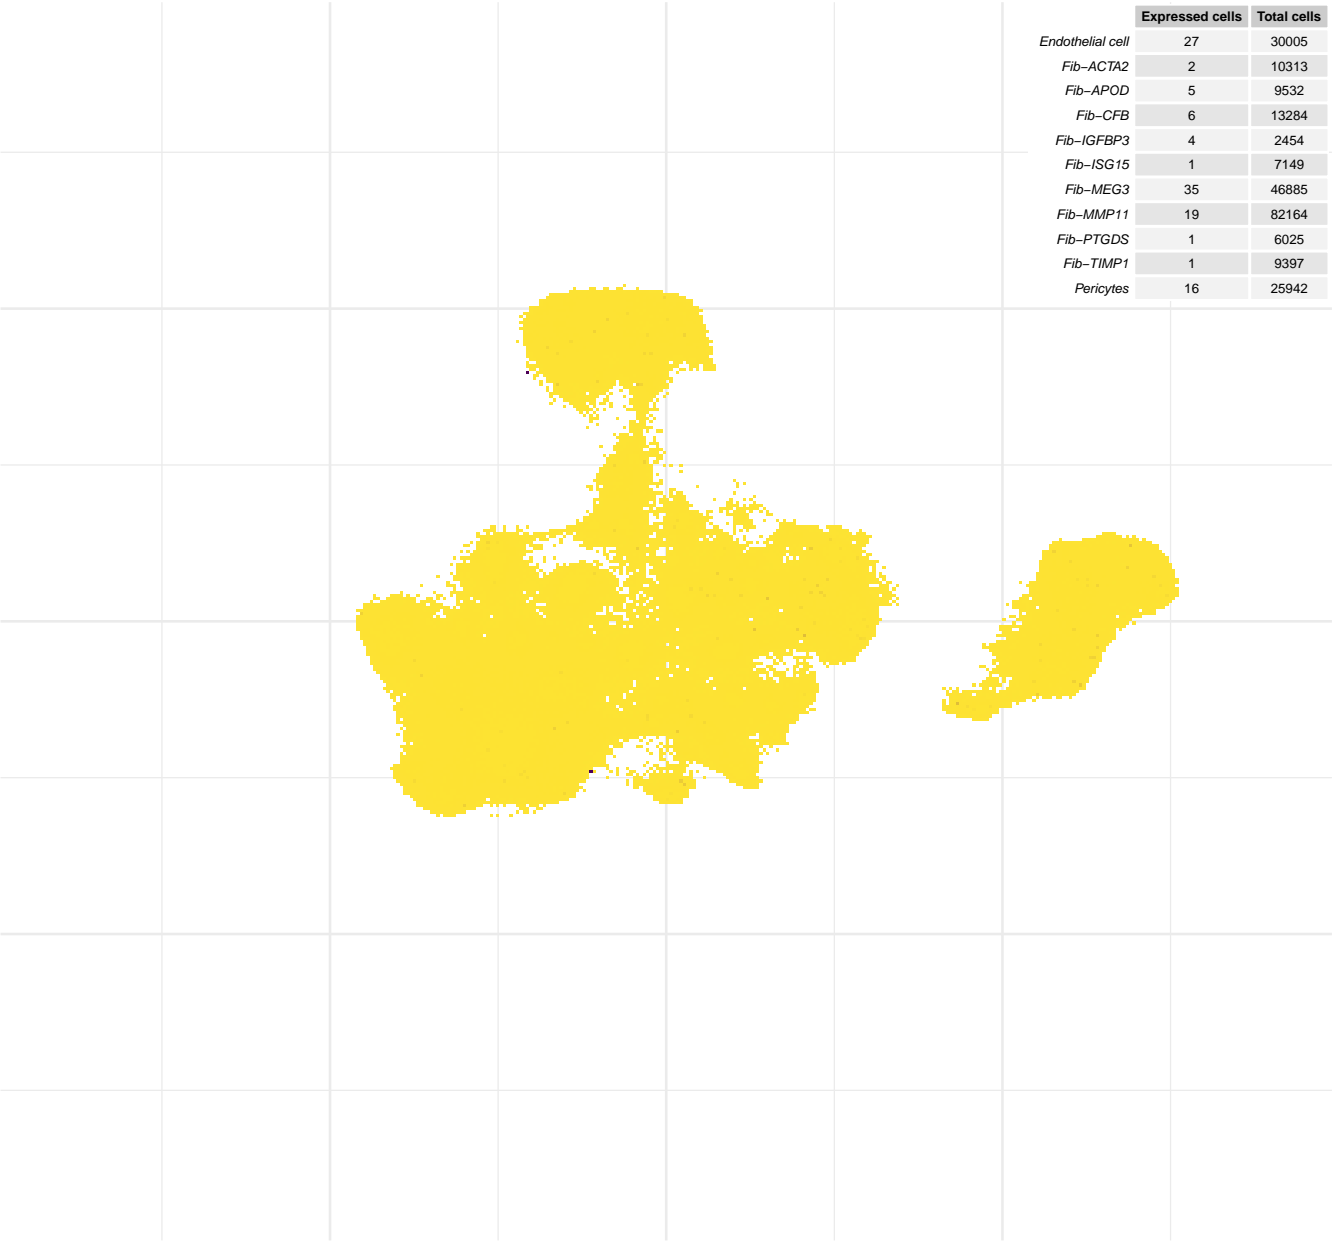 Expressed cells Total cells
Endothelial cell 27 30005
Fib−ACTA2 2 10313
Fib−APOD 5 9532
Fib−CFB 6 13284
Fib−IGFBP3 4 2454
Fib−ISG15 1 7149
Fib−MEG3 35 46885
Fib−MMP11 19 82164
Fib−PTGDS 1 6025
Fib−TIMP1 1 9397
Pericytes 16 25942